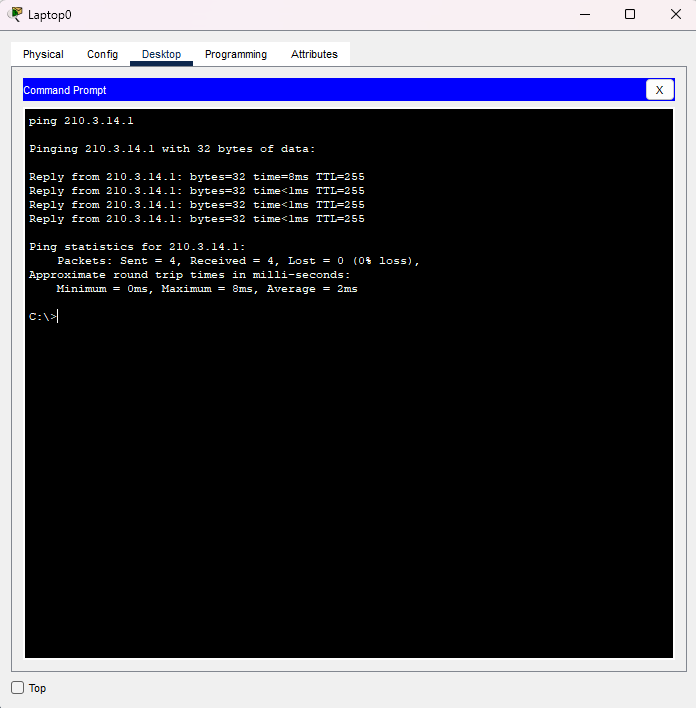 Laptop0
Physical Config Desktop Programming Attributes
Command Prompt X
ping 210.3.14.1
Pinging 210.3.14.1 with 32 bytes of data:
Reply from 210.3.14.1: bytes=32 time=8ms TTL=255
Reply from 210.3.14.1: bytes=32 time<1ms TTL=255
Reply from 210.3.14.1: bytes=32 time<1ms TTL=255
Reply from 210.3.14.1: bytes=32 time<1ms TTL=255
Ping statistics for 210.3.14.1:
Packets: Sent = 4, Received = 4, Lost = 0 (0% loss),
Approximate round trip times in milli-seconds:
Minimum = 0ms, Maximum = 8ms, Average = 2ms
C:\>
Top